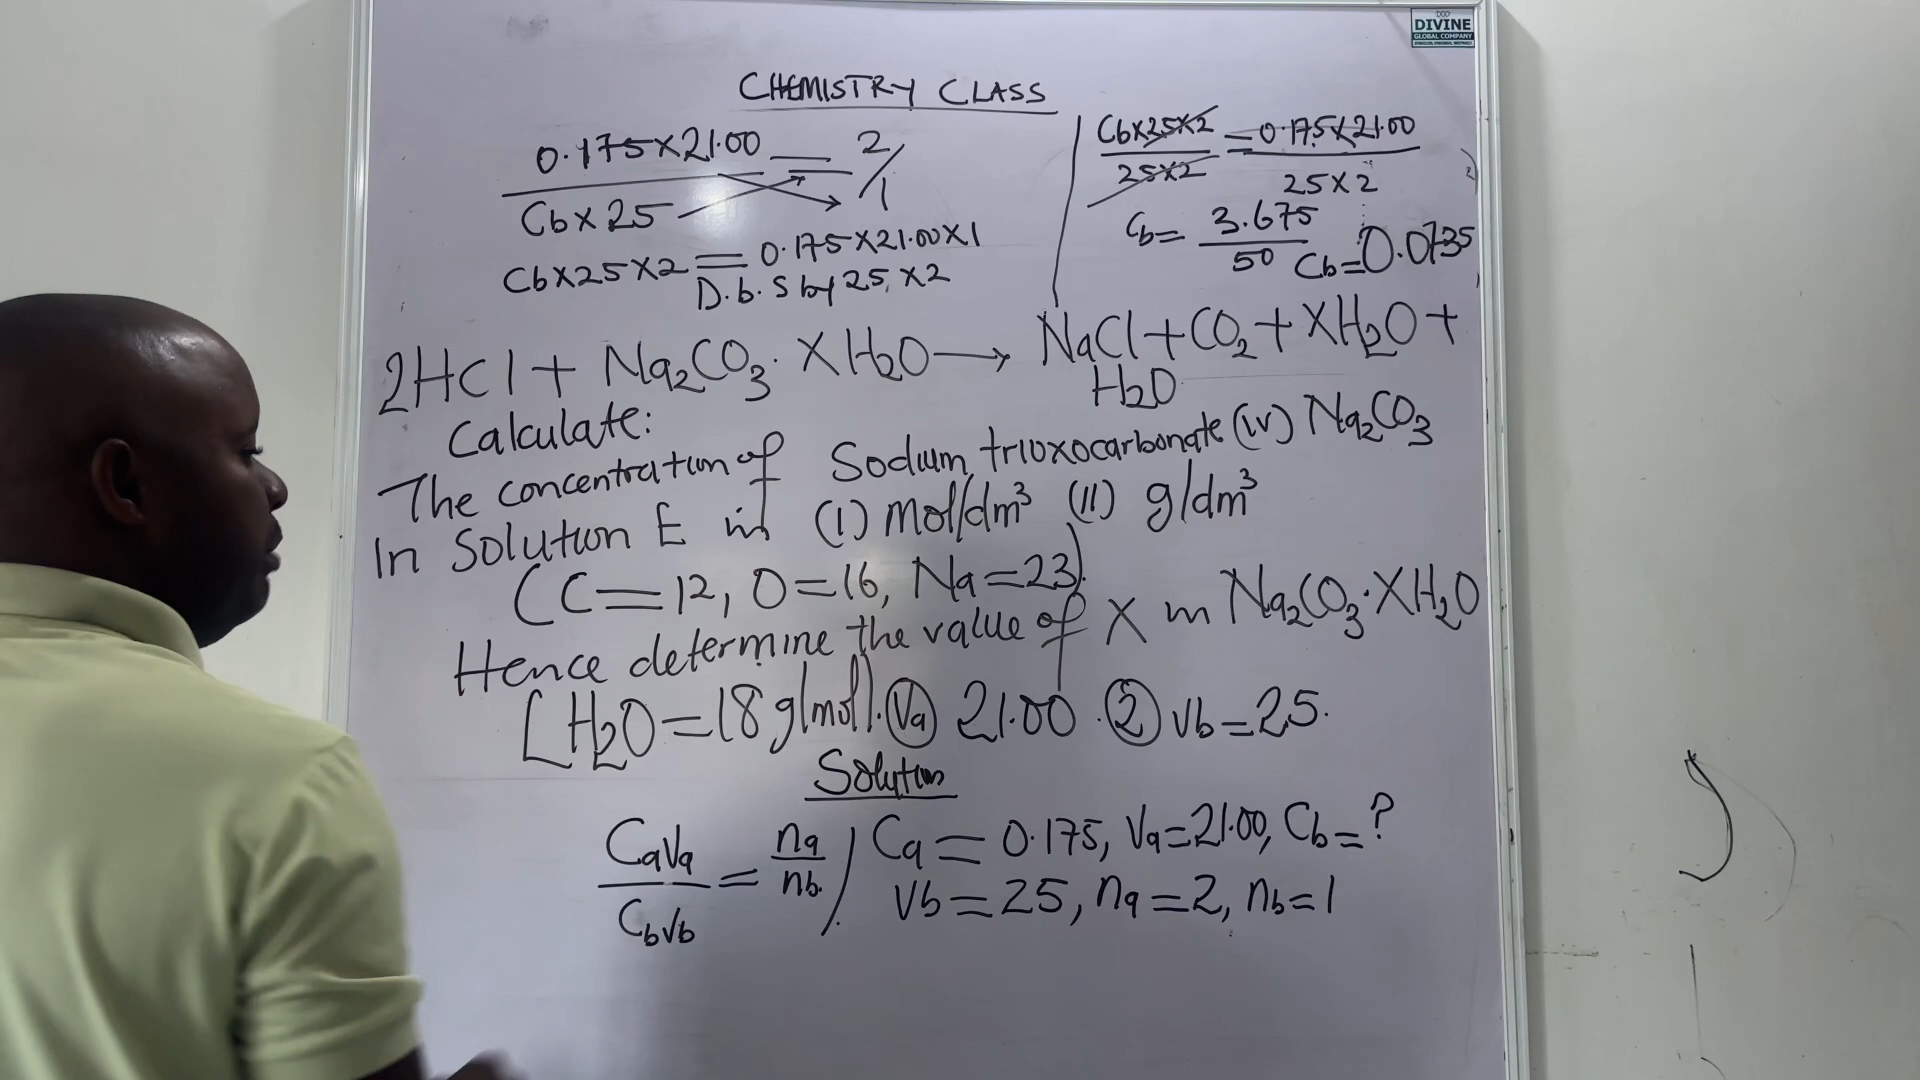 DGD
DIVINE
GLOBAL COMPANY
CHEMISTRY CLASS
0.175×21.00 = 2/1
Cb×25
Cb×25×2 = 0.175×21.00×1
D.b.S by 25×2
Cb×25×2 = 0.175×21.00
25×2 25×2
Cb = 3.675
50 Cb=0.0735
2HCl + Na₂CO₃·XH₂O → NaCl+CO₂+XH₂O+
H₂O
Calculate:
The concentration of Sodium trioxocarbonate (iv) Na₂CO₃
In Solution E in (I) mol/dm³ (II) g/dm³
(C=12, O=16, Na=23).
Hence determine the value of X in Na₂CO₃·XH₂O
[H₂O=18g/mol]. Va 21.00 . 2 Vb=25.
Solution
CaVa = na / Ca = 0.175, Va=21.00, Cb=?
CbVb nb. Vb=25, na=2, nb=1